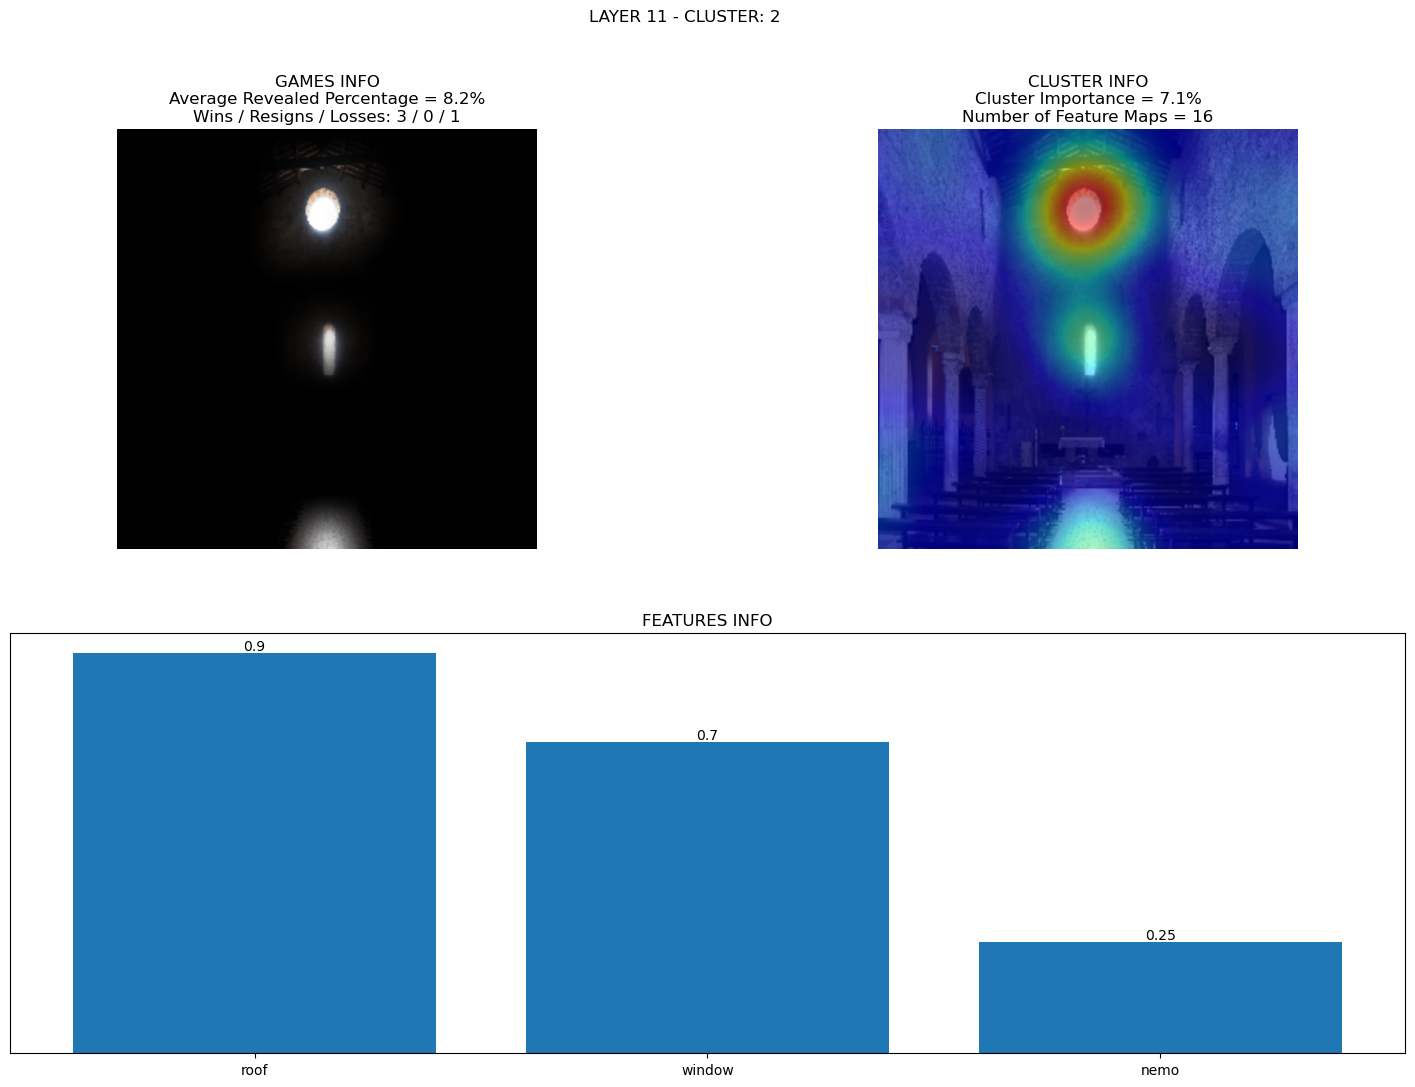 LAYER 11 - CLUSTER: 2
GAMES INFO
Average Revealed Percentage = 8.2%
Wins / Resigns / Losses: 3 / 0 / 1
CLUSTER INFO
Cluster Importance = 7.1%
Number of Feature Maps = 16
FEATURES INFO
0.9
0.7
0.25
roof
window
nemo